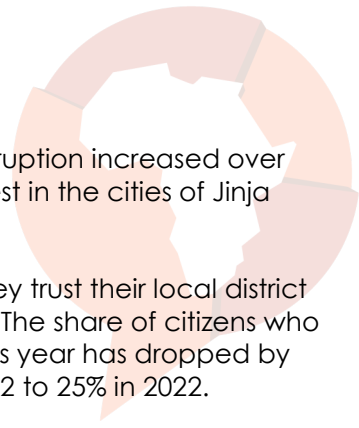 ruption increased over
est in the cities of Jinja
ey trust their local district
The share of citizens who
s year has dropped by
2 to 25% in 2022.